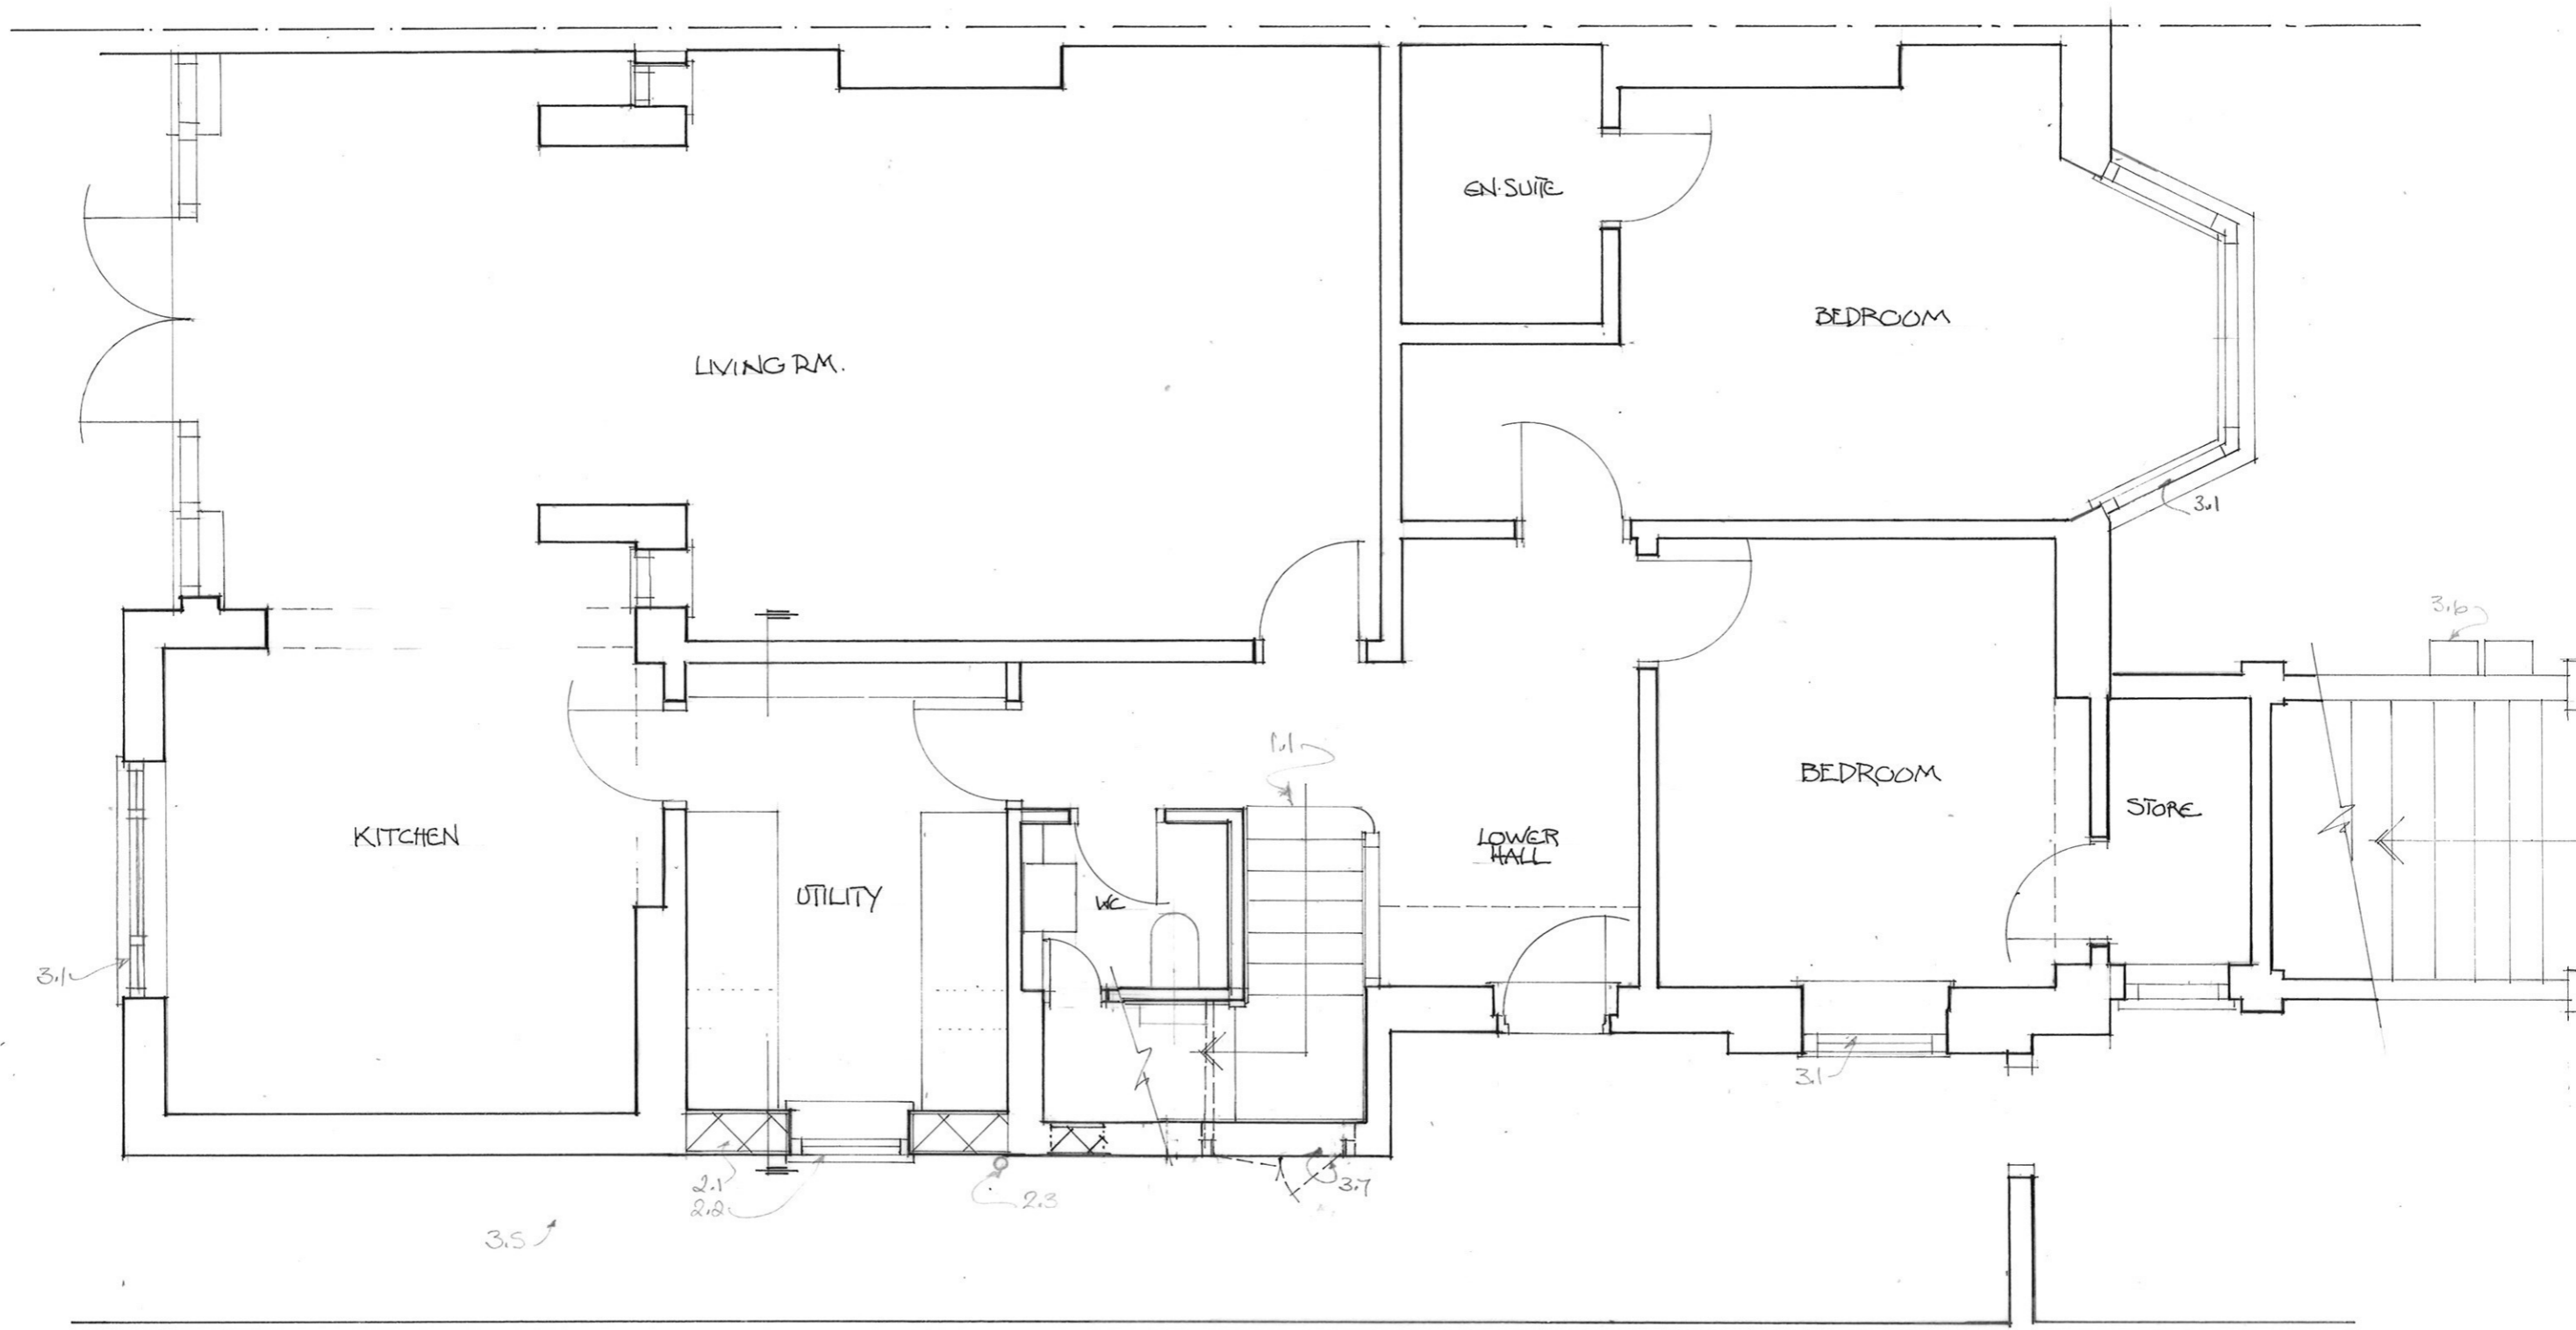 EN·SUITE
BEDROOM
LIVING RM.
3.1
3.6
1.1
BEDROOM
STORE
KITCHEN
LOWER
HALL
UTILITY
WC
3.1
3.1
2.1
2.2
2.3
3.7
3.5